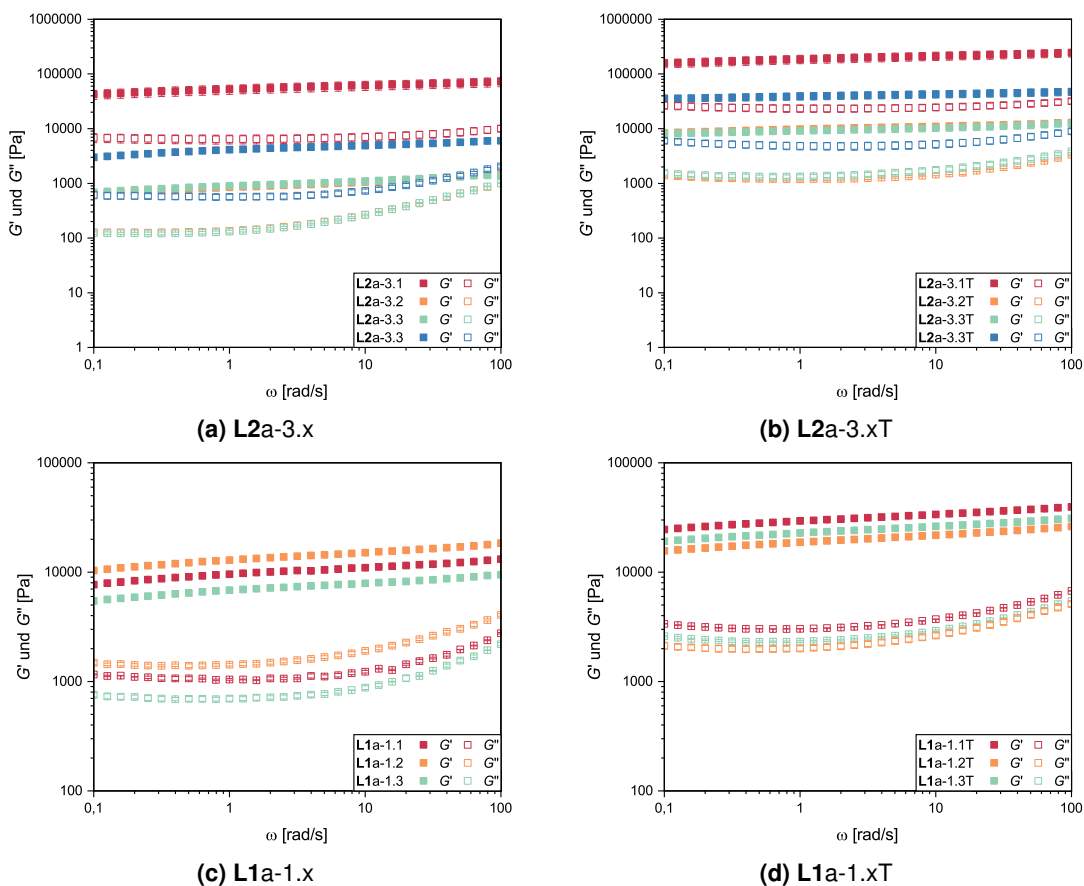 1000000
100000
10000
1000
100
10
1
G' und G" [Pa]
L2a-3.1 G' G"
L2a-3.2 G' G"
L2a-3.3 G' G"
L2a-3.3 G' G"
0,1 1 10 100
ω [rad/s]
(a) L2a-3.x
1000000
100000
10000
1000
100
10
1
G' und G" [Pa]
L2a-3.1T G' G"
L2a-3.2T G' G"
L2a-3.3T G' G"
L2a-3.3T G' G"
0,1 1 10 100
ω [rad/s]
(b) L2a-3.xT
100000
10000
1000
100
G' und G" [Pa]
L1a-1.1 G' G"
L1a-1.2 G' G"
L1a-1.3 G' G"
0,1 1 10 100
ω [rad/s]
(c) L1a-1.x
100000
10000
1000
100
G' und G" [Pa]
L1a-1.1T G' G"
L1a-1.2T G' G"
L1a-1.3T G' G"
0,1 1 10 100
ω [rad/s]
(d) L1a-1.xT